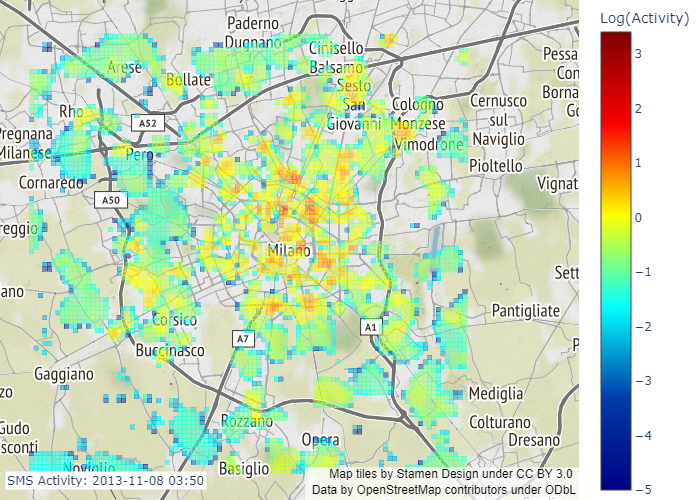 Log(Activity)
3
2
1
0
−1
−2
−3
−4
−5
Paderno
Dugnano
Cinisello
Balsamo
Arese
Bollate
Sesto
San
Giovanni
Cologno
Monzese
Cernusco
sul
Naviglio
Rho
A52
Pregnana
Milanese
Pero
Vimodrone
Pioltello
Cornaredo
A50
Vignat
reggio
Milano
Sett
ano
Pantigliate
Corsico
A7
A1
Buccinasco
Gaggiano
Mediglia
Rozzano
Colturano
Gudo
sconti
Opera
Dresano
Noviglio
Basiglio
Pessa
Con
Borna
Go
zo
P
SMS Activity: 2013-11-08 03:50
Map tiles by Stamen Design under CC BY 3.0
Data by OpenStreetMap contributors under ODbL